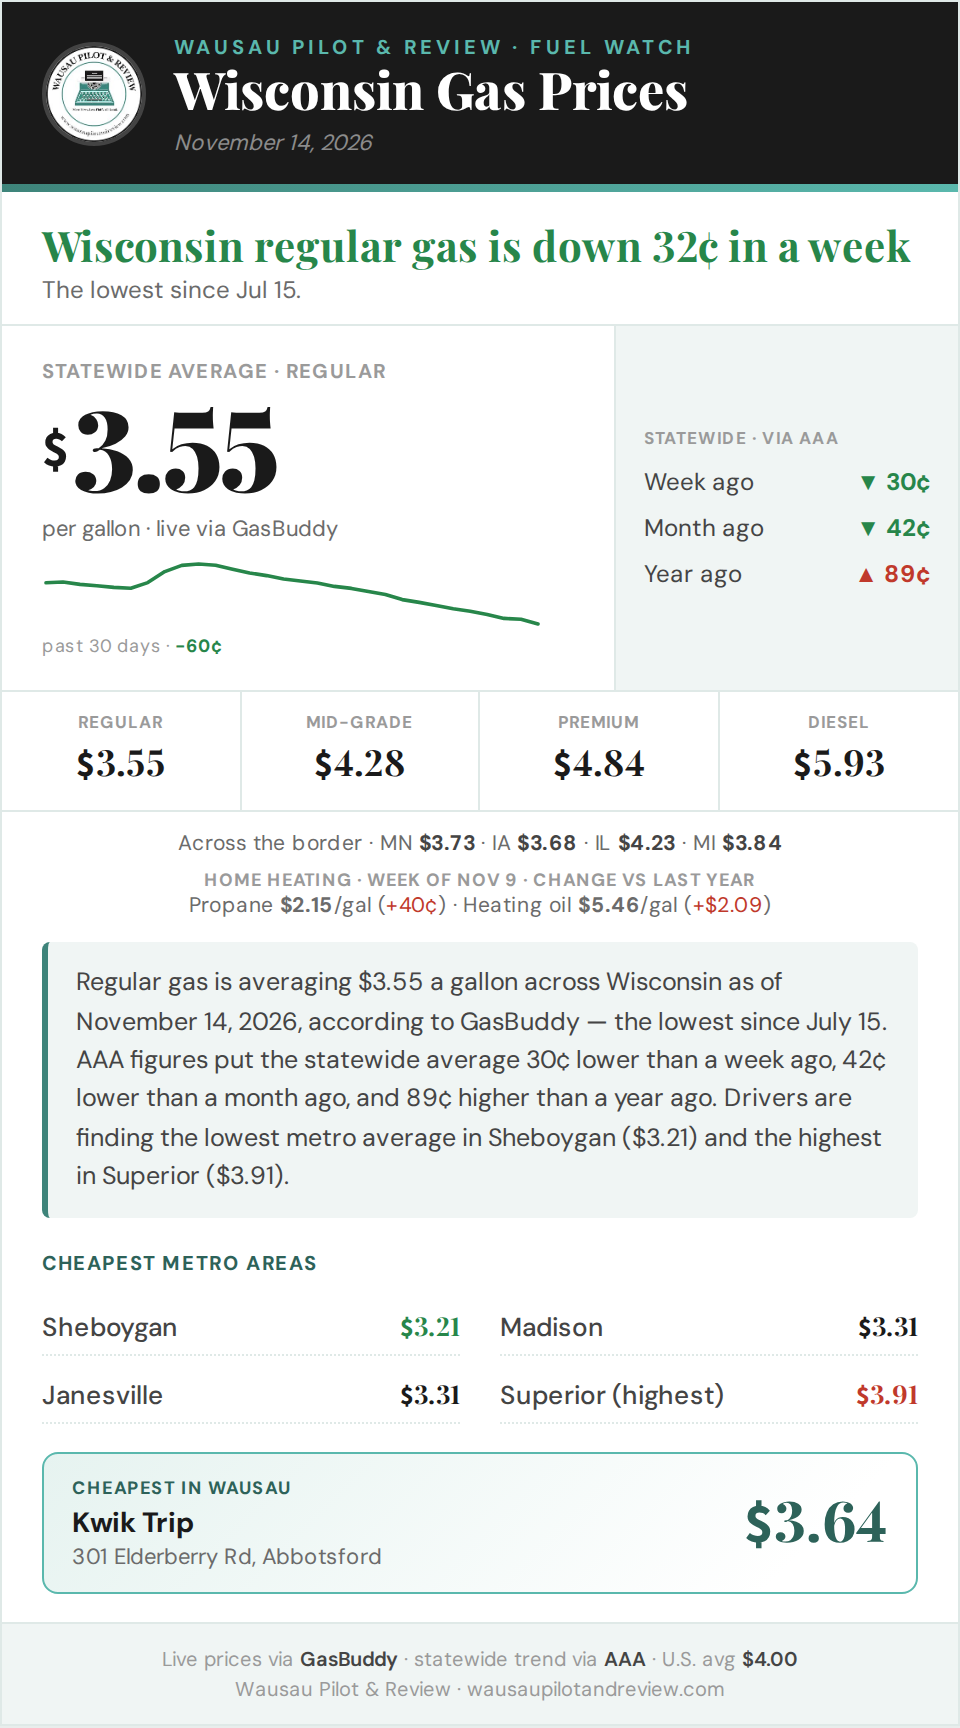 WAUSAU PILOT & REVIEW
www.wausaupilotandreview.com
WAUSAU PILOT & REVIEW · FUEL WATCH
Wisconsin Gas Prices
November 14, 2026
Wisconsin regular gas is down 32¢ in a week
The lowest since Jul 15.
STATEWIDE AVERAGE · REGULAR
$3.55
per gallon · live via GasBuddy
past 30 days · -60¢
STATEWIDE · VIA AAA
Week ago ▼ 30¢
Month ago ▼ 42¢
Year ago ▲ 89¢
REGULAR MID-GRADE PREMIUM DIESEL
$3.55 $4.28 $4.84 $5.93
Across the border · MN $3.73 · IA $3.68 · IL $4.23 · MI $3.84
HOME HEATING · WEEK OF NOV 9 · CHANGE VS LAST YEAR
Propane $2.15/gal (+40¢) · Heating oil $5.46/gal (+$2.09)
Regular gas is averaging $3.55 a gallon across Wisconsin as of
November 14, 2026, according to GasBuddy — the lowest since July 15.
AAA figures put the statewide average 30¢ lower than a week ago, 42¢
lower than a month ago, and 89¢ higher than a year ago. Drivers are
finding the lowest metro average in Sheboygan ($3.21) and the highest
in Superior ($3.91).
CHEAPEST METRO AREAS
Sheboygan $3.21 Madison $3.31
Janesville $3.31 Superior (highest) $3.91
CHEAPEST IN WAUSAU
Kwik Trip
301 Elderberry Rd, Abbotsford
$3.64
Live prices via GasBuddy · statewide trend via AAA · U.S. avg $4.00
Wausau Pilot & Review · wausaupilotandreview.com